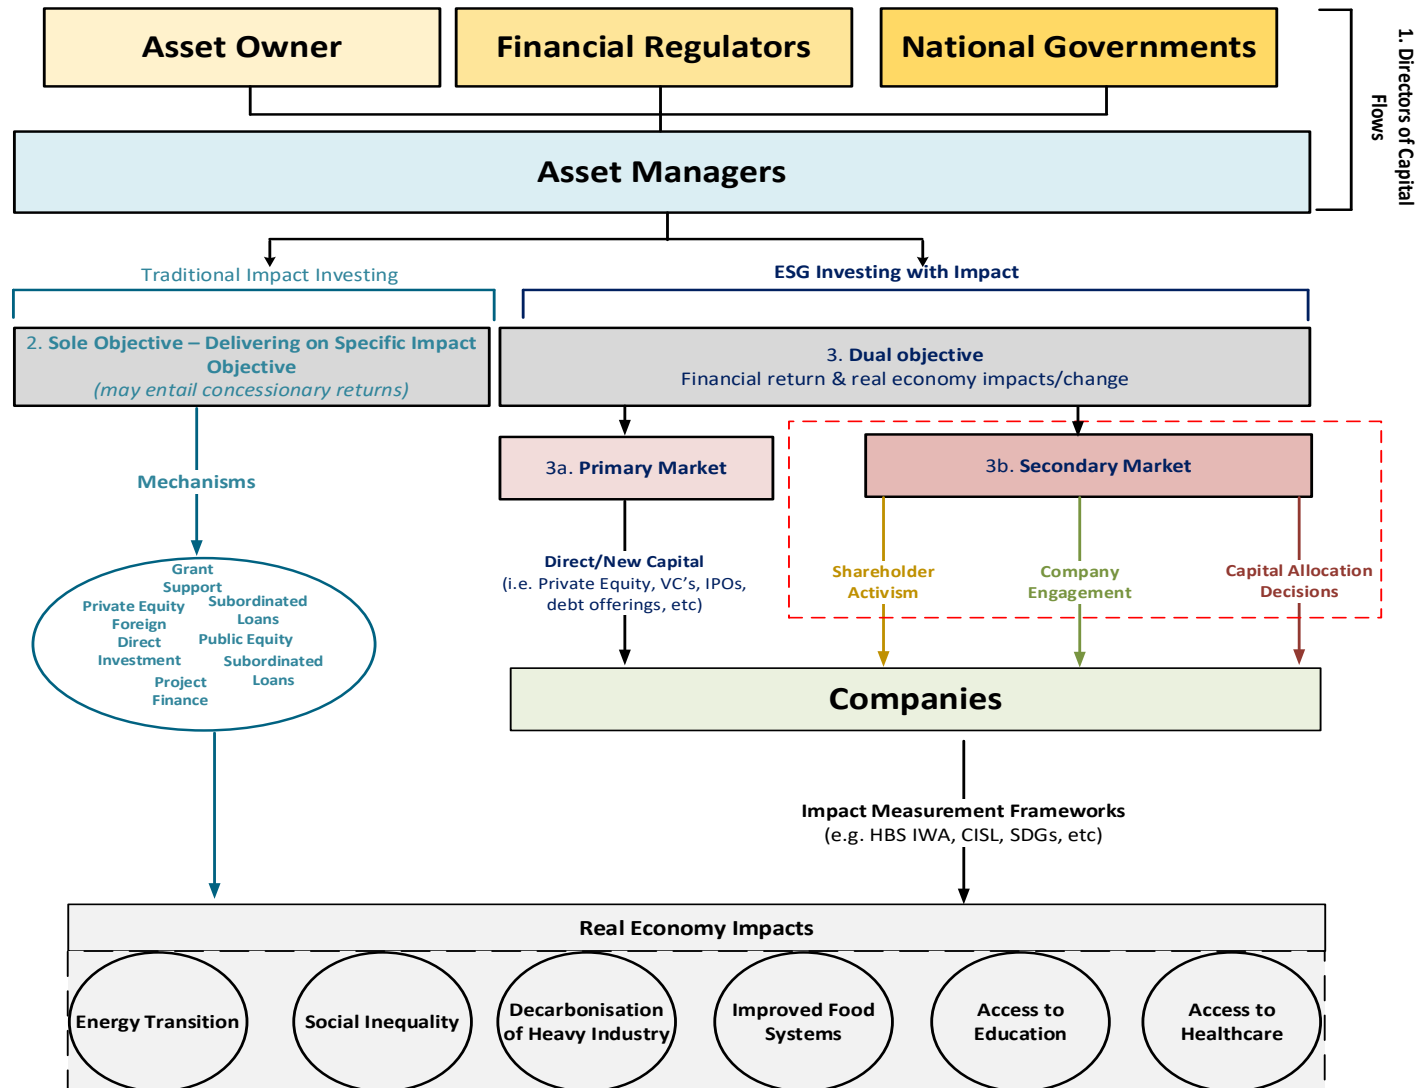 Asset Owner
Financial Regulators
National Governments
1. Directors of Capital
Flows
Asset Managers
Traditional Impact Investing
ESG Investing with Impact
2. Sole Objective – Delivering on Specific Impact
Objective
(may entail concessionary returns)
3. Dual objective
Financial return & real economy impacts/change
3a. Primary Market
3b. Secondary Market
Mechanisms
Direct/New Capital
(i.e. Private Equity, VC's, IPOs,
debt offerings, etc)
Shareholder
Activism
Company
Engagement
Capital Allocation
Decisions
Grant
Support
Private Equity
Subordinated
Loans
Foreign
Direct
Investment
Public Equity
Subordinated
Loans
Project
Finance
Companies
Impact Measurement Frameworks
(e.g. HBS IWA, CISL, SDGs, etc)
Real Economy Impacts
Energy Transition
Social Inequality
Decarbonisation
of Heavy Industry
Improved Food
Systems
Access to
Education
Access to
Healthcare